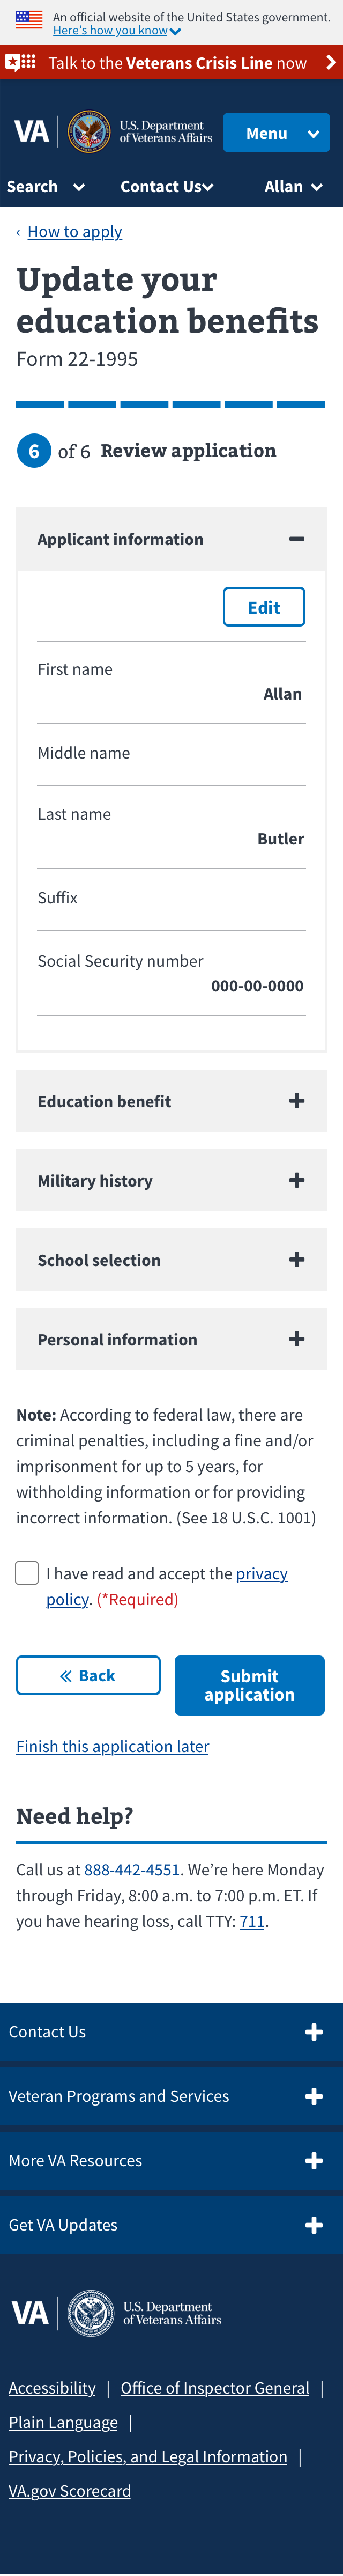 An official website of the United States government.
Here's how you know
Talk to the Veterans Crisis Line now
VA
U.S. Department
of Veterans Affairs
Menu
Search
Contact Us
Allan
‹ How to apply
Update your
education benefits
Form 22-1995
6 of 6 Review application
Applicant information
Edit
First name
Allan
Middle name
Last name
Butler
Suffix
Social Security number
000-00-0000
Education benefit
Military history
School selection
Personal information
Note: According to federal law, there are
criminal penalties, including a fine and/or
imprisonment for up to 5 years, for
withholding information or for providing
incorrect information. (See 18 U.S.C. 1001)
I have read and accept the privacy
policy. (*Required)
« Back
Submit
application
Finish this application later
Need help?
Call us at 888-442-4551. We're here Monday
through Friday, 8:00 a.m. to 7:00 p.m. ET. If
you have hearing loss, call TTY: 711.
Contact Us
Veteran Programs and Services
More VA Resources
Get VA Updates
VA
U.S. Department
of Veterans Affairs
Accessibility | Office of Inspector General |
Plain Language |
Privacy, Policies, and Legal Information |
VA.gov Scorecard